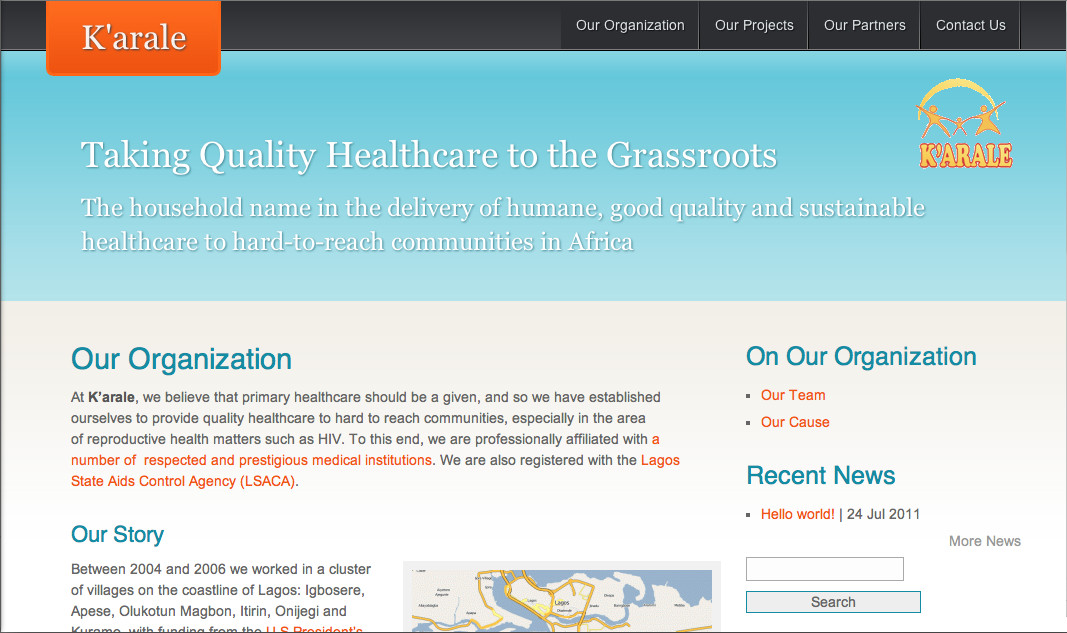 K'arale
Our Organization
Our Projects
Our Partners
Contact Us
K'ARALE
Taking Quality Healthcare to the Grassroots
The household name in the delivery of humane, good quality and sustainable
healthcare to hard-to-reach communities in Africa
Our Organization
At K’arale, we believe that primary healthcare should be a given, and so we have established
ourselves to provide quality healthcare to hard to reach communities, especially in the area
of reproductive health matters such as HIV. To this end, we are professionally affiliated with a
number of  respected and prestigious medical institutions. We are also registered with the Lagos
State Aids Control Agency (LSACA).
Our Story
Between 2004 and 2006 we worked in a cluster
of villages on the coastline of Lagos: Igbosere,
Apese, Olukotun Magbon, Itirin, Onijegi and
Kuramo, with funding from the U.S President’s
Lagos
On Our Organization
Our Team
Our Cause
Recent News
Hello world! | 24 Jul 2011
More News
Search